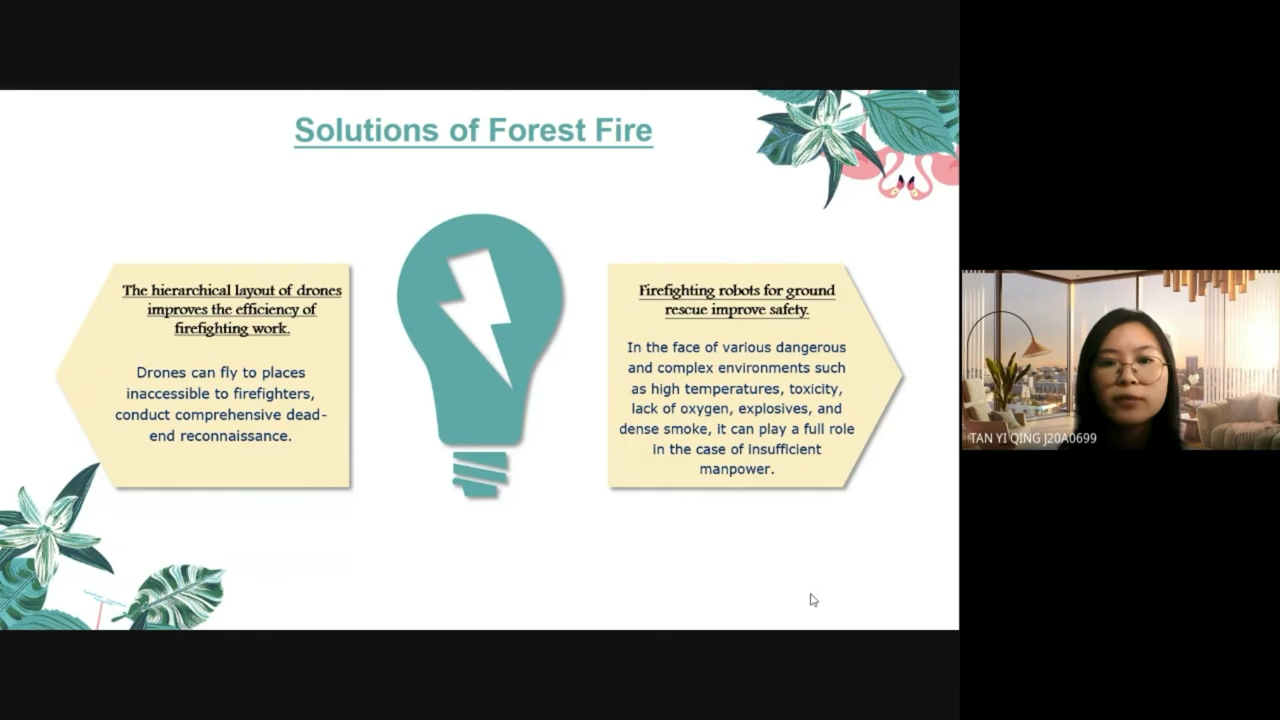 Solutions of Forest Fire
The hierarchical layout of drones
improves the efficiency of
firefighting work.
Drones can fly to places
inaccessible to firefighters,
conduct comprehensive dead-
end reconnaissance.
Firefighting robots for ground
rescue improve safety.
In the face of various dangerous
and complex environments such
as high temperatures, toxicity,
lack of oxygen, explosives, and
dense smoke, it can play a full role
in the case of insufficient
manpower.
TAN YI QING J20A0699